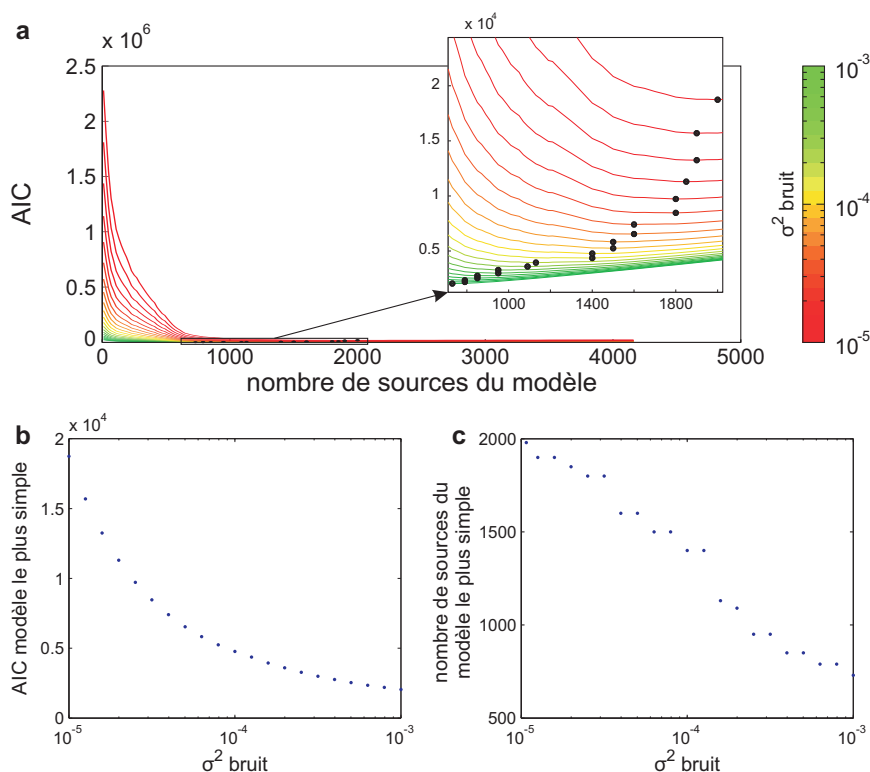 a
x 10^6
x 10^4
AIC
2.5
2
1.5
1
0.5
0
0
1000
2000
3000
4000
5000
nombre de sources du modèle
2
1.5
1
0.5
1000
1400
1800
10^-3
10^-4
10^-5
σ^2 bruit
b
x 10^4
AIC modèle le plus simple
2
1.5
1
0.5
0
10^-5
10^-4
10^-3
σ^2 bruit
c
nombre de sources du
modèle le plus simple
2000
1500
1000
500
10^-5
10^-4
10^-3
σ^2 bruit